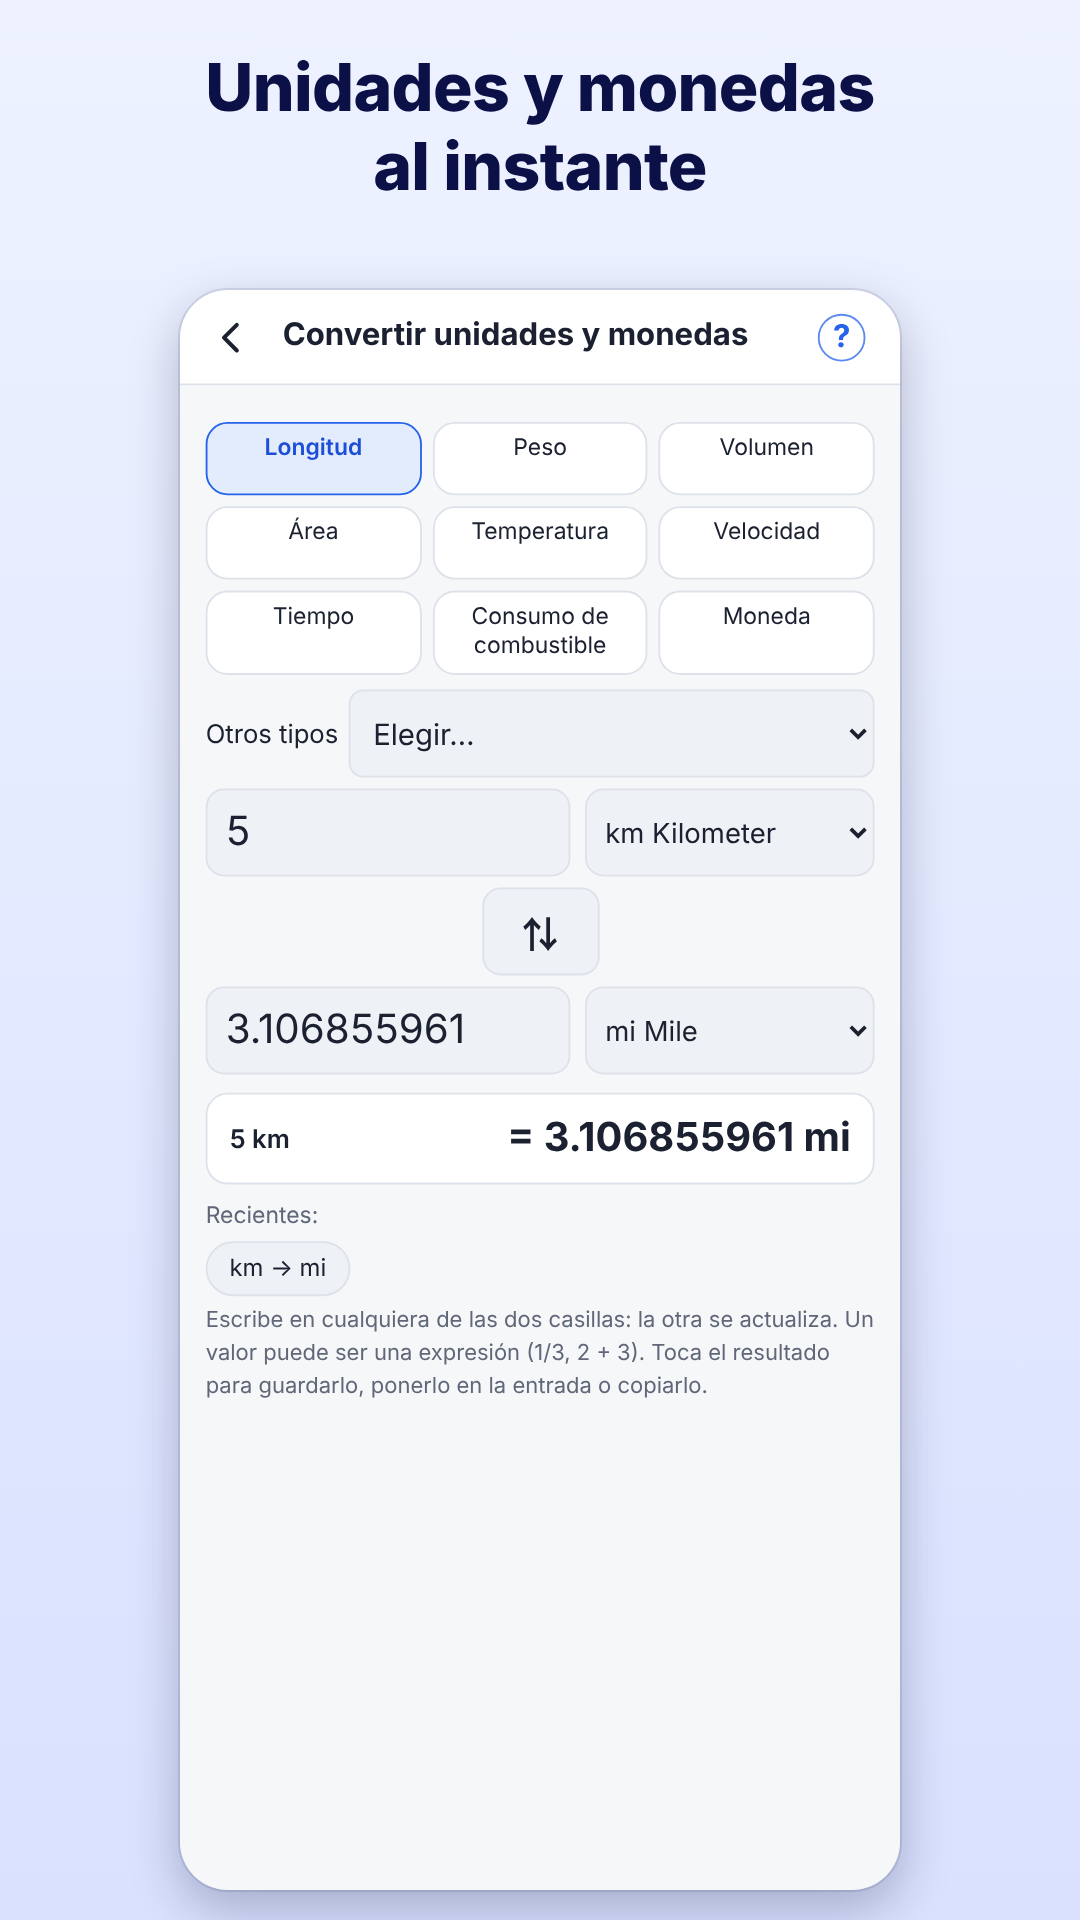 Unidades y monedas
al instante
Convertir unidades y monedas
?
Longitud
Peso
Volumen
Área
Temperatura
Velocidad
Tiempo
Consumo de
combustible
Moneda
Otros tipos
Elegir...
5
km Kilometer
3.106855961
mi Mile
5 km
= 3.106855961 mi
Recientes:
km → mi
Escribe en cualquiera de las dos casillas: la otra se actualiza. Un
valor puede ser una expresión (1/3, 2 + 3). Toca el resultado
para guardarlo, ponerlo en la entrada o copiarlo.